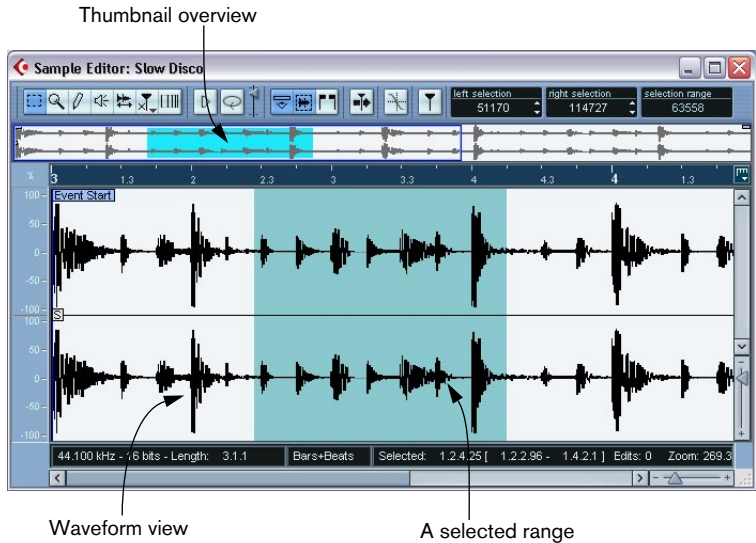 Thumbnail overview
Sample Editor: Slow Disco
left selection right selection selection range
51170 114727 63558
% 3 1.3 2 2.3 3 3.3 4 4.3 4 1.3
100
Event Start
50
0
-50
-100
100
S
50
0
-50
-100
44.100 kHz - 16 bits - Length: 3.1.1 Bars+Beats Selected: 1.2.4.25 [ 1.2.2.96 - 1.4.2.1 ] Edits: 0 Zoom: 269.3
Waveform view
A selected range